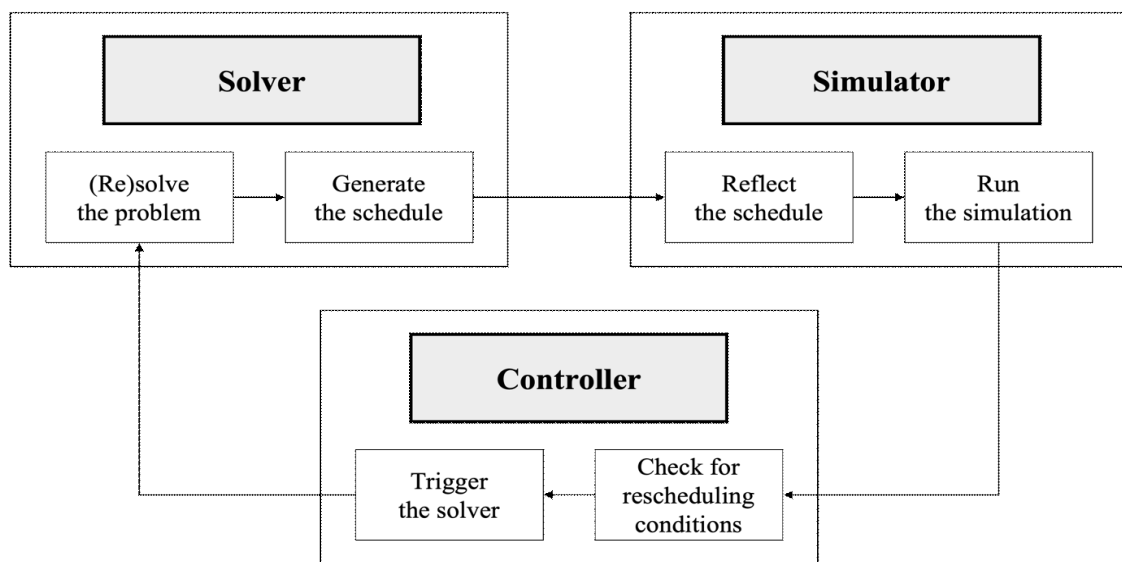 Solver
(Re)solve
the problem
Generate
the schedule
Simulator
Reflect
the schedule
Run
the simulation
Controller
Trigger
the solver
Check for
rescheduling
conditions